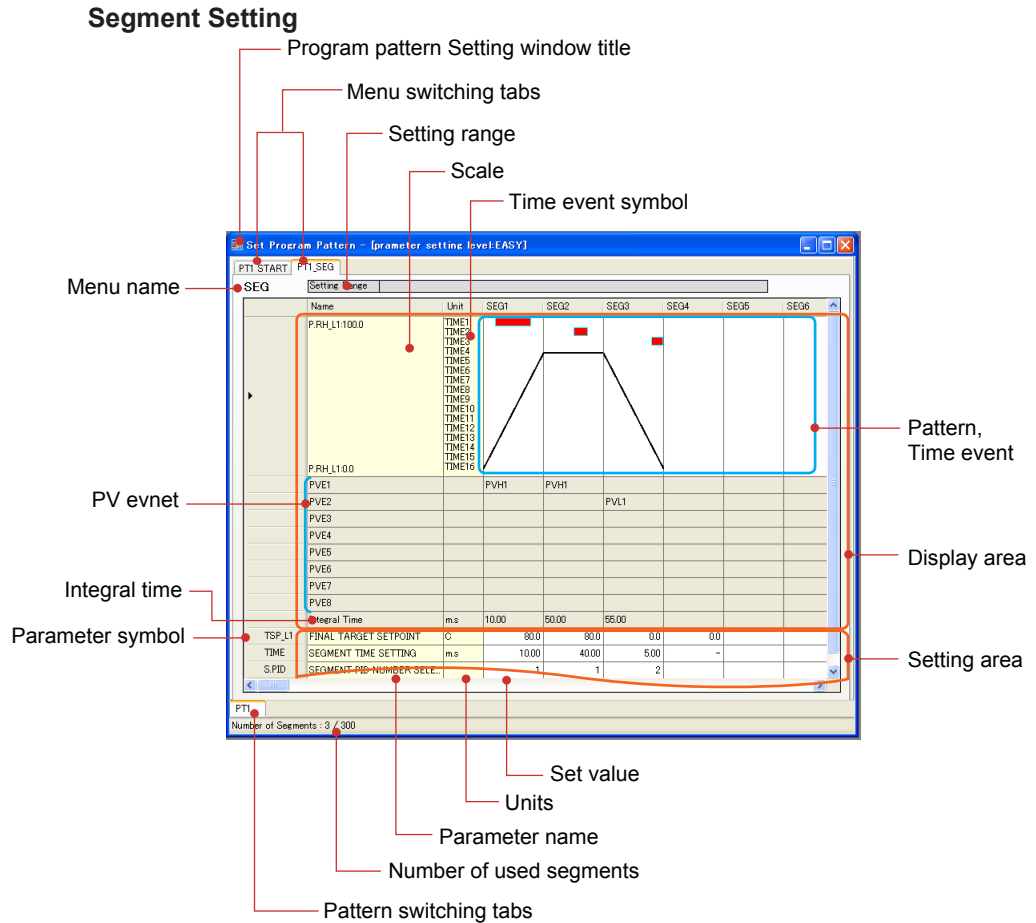 Segment Setting
Program pattern Setting window title
Menu switching tabs
Setting range
Scale
Time event symbol
Set Program Pattern - [prameter setting level:EASY]
PT1 START PT1_SEG
Menu name
SEG Setting Range
Name Unit SEG1 SEG2 SEG3 SEG4 SEG5 SEG6
P.RH_L1:100.0
TIME1
TIME2
TIME3
TIME4
TIME5
TIME6
TIME7
TIME8
TIME9
TIME10
TIME11
TIME12
TIME13
TIME14
TIME15
P.RH_L1:0.0 TIME16
Pattern,
Time event
PVE1 PVH1 PVH1
PV evnet
PVE2 PVL1
PVE3
PVE4
PVE5
Display area
PVE6
PVE7
Integral time
PVE8
Integral Time m.s 10.00 50.00 55.00
Parameter symbol
TSP_L1 FINAL TARGET SETPOINT C 80.0 80.0 0.0 0.0
TIME SEGMENT TIME SETTING m.s 10.00 40.00 5.00 -
Setting area
S.PID SEGMENT PID NUMBER SELE.. 1 1 2
PT1
Number of Segments : 3 / 300
Set value
Units
Parameter name
Number of used segments
Pattern switching tabs